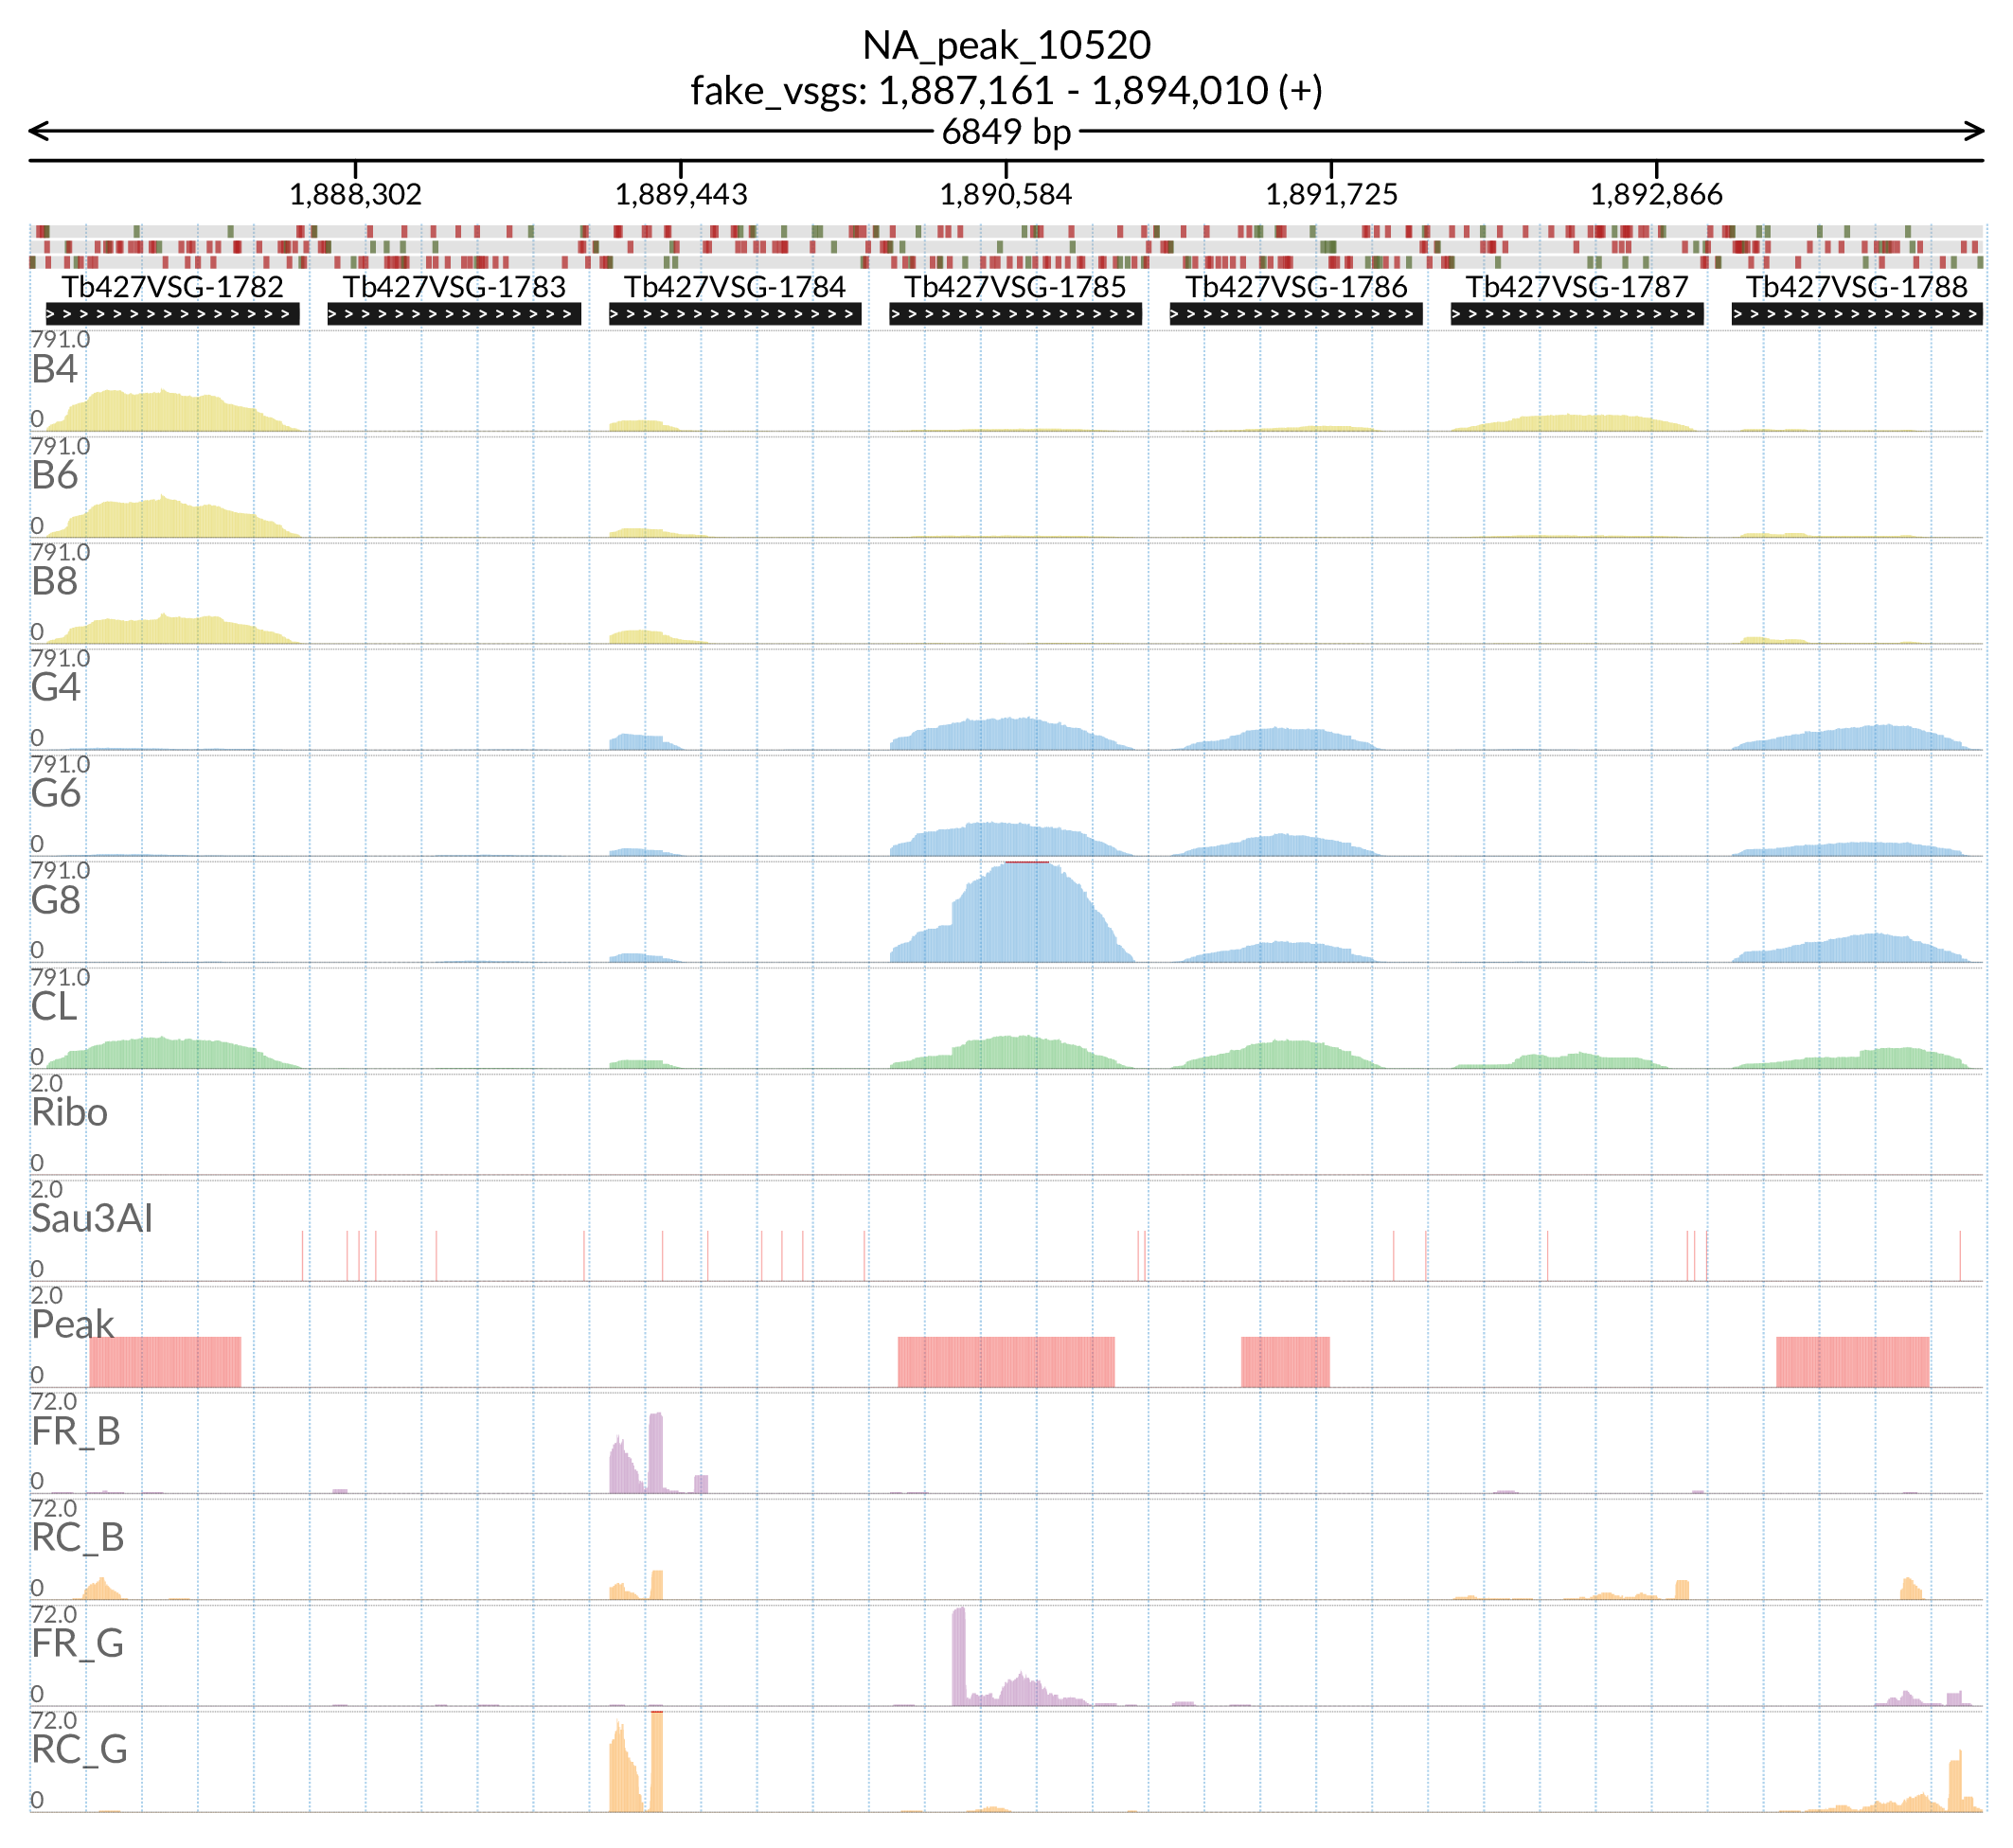 NA_peak_10520
fake_vsgs: 1,887,161 - 1,894,010 (+)
6849 bp
1,888,302 1,889,443 1,890,584 1,891,725 1,892,866
Tb427VSG-1782 Tb427VSG-1783 Tb427VSG-1784 Tb427VSG-1785 Tb427VSG-1786 Tb427VSG-1787 Tb427VSG-1788
791.0
B4
0
791.0
B6
0
791.0
B8
0
791.0
G4
0
791.0
G6
0
791.0
G8
0
791.0
CL
0
2.0
Ribo
0
2.0
Sau3AI
0
2.0
Peak
0
72.0
FR_B
0
72.0
RC_B
0
72.0
FR_G
0
72.0
RC_G
0